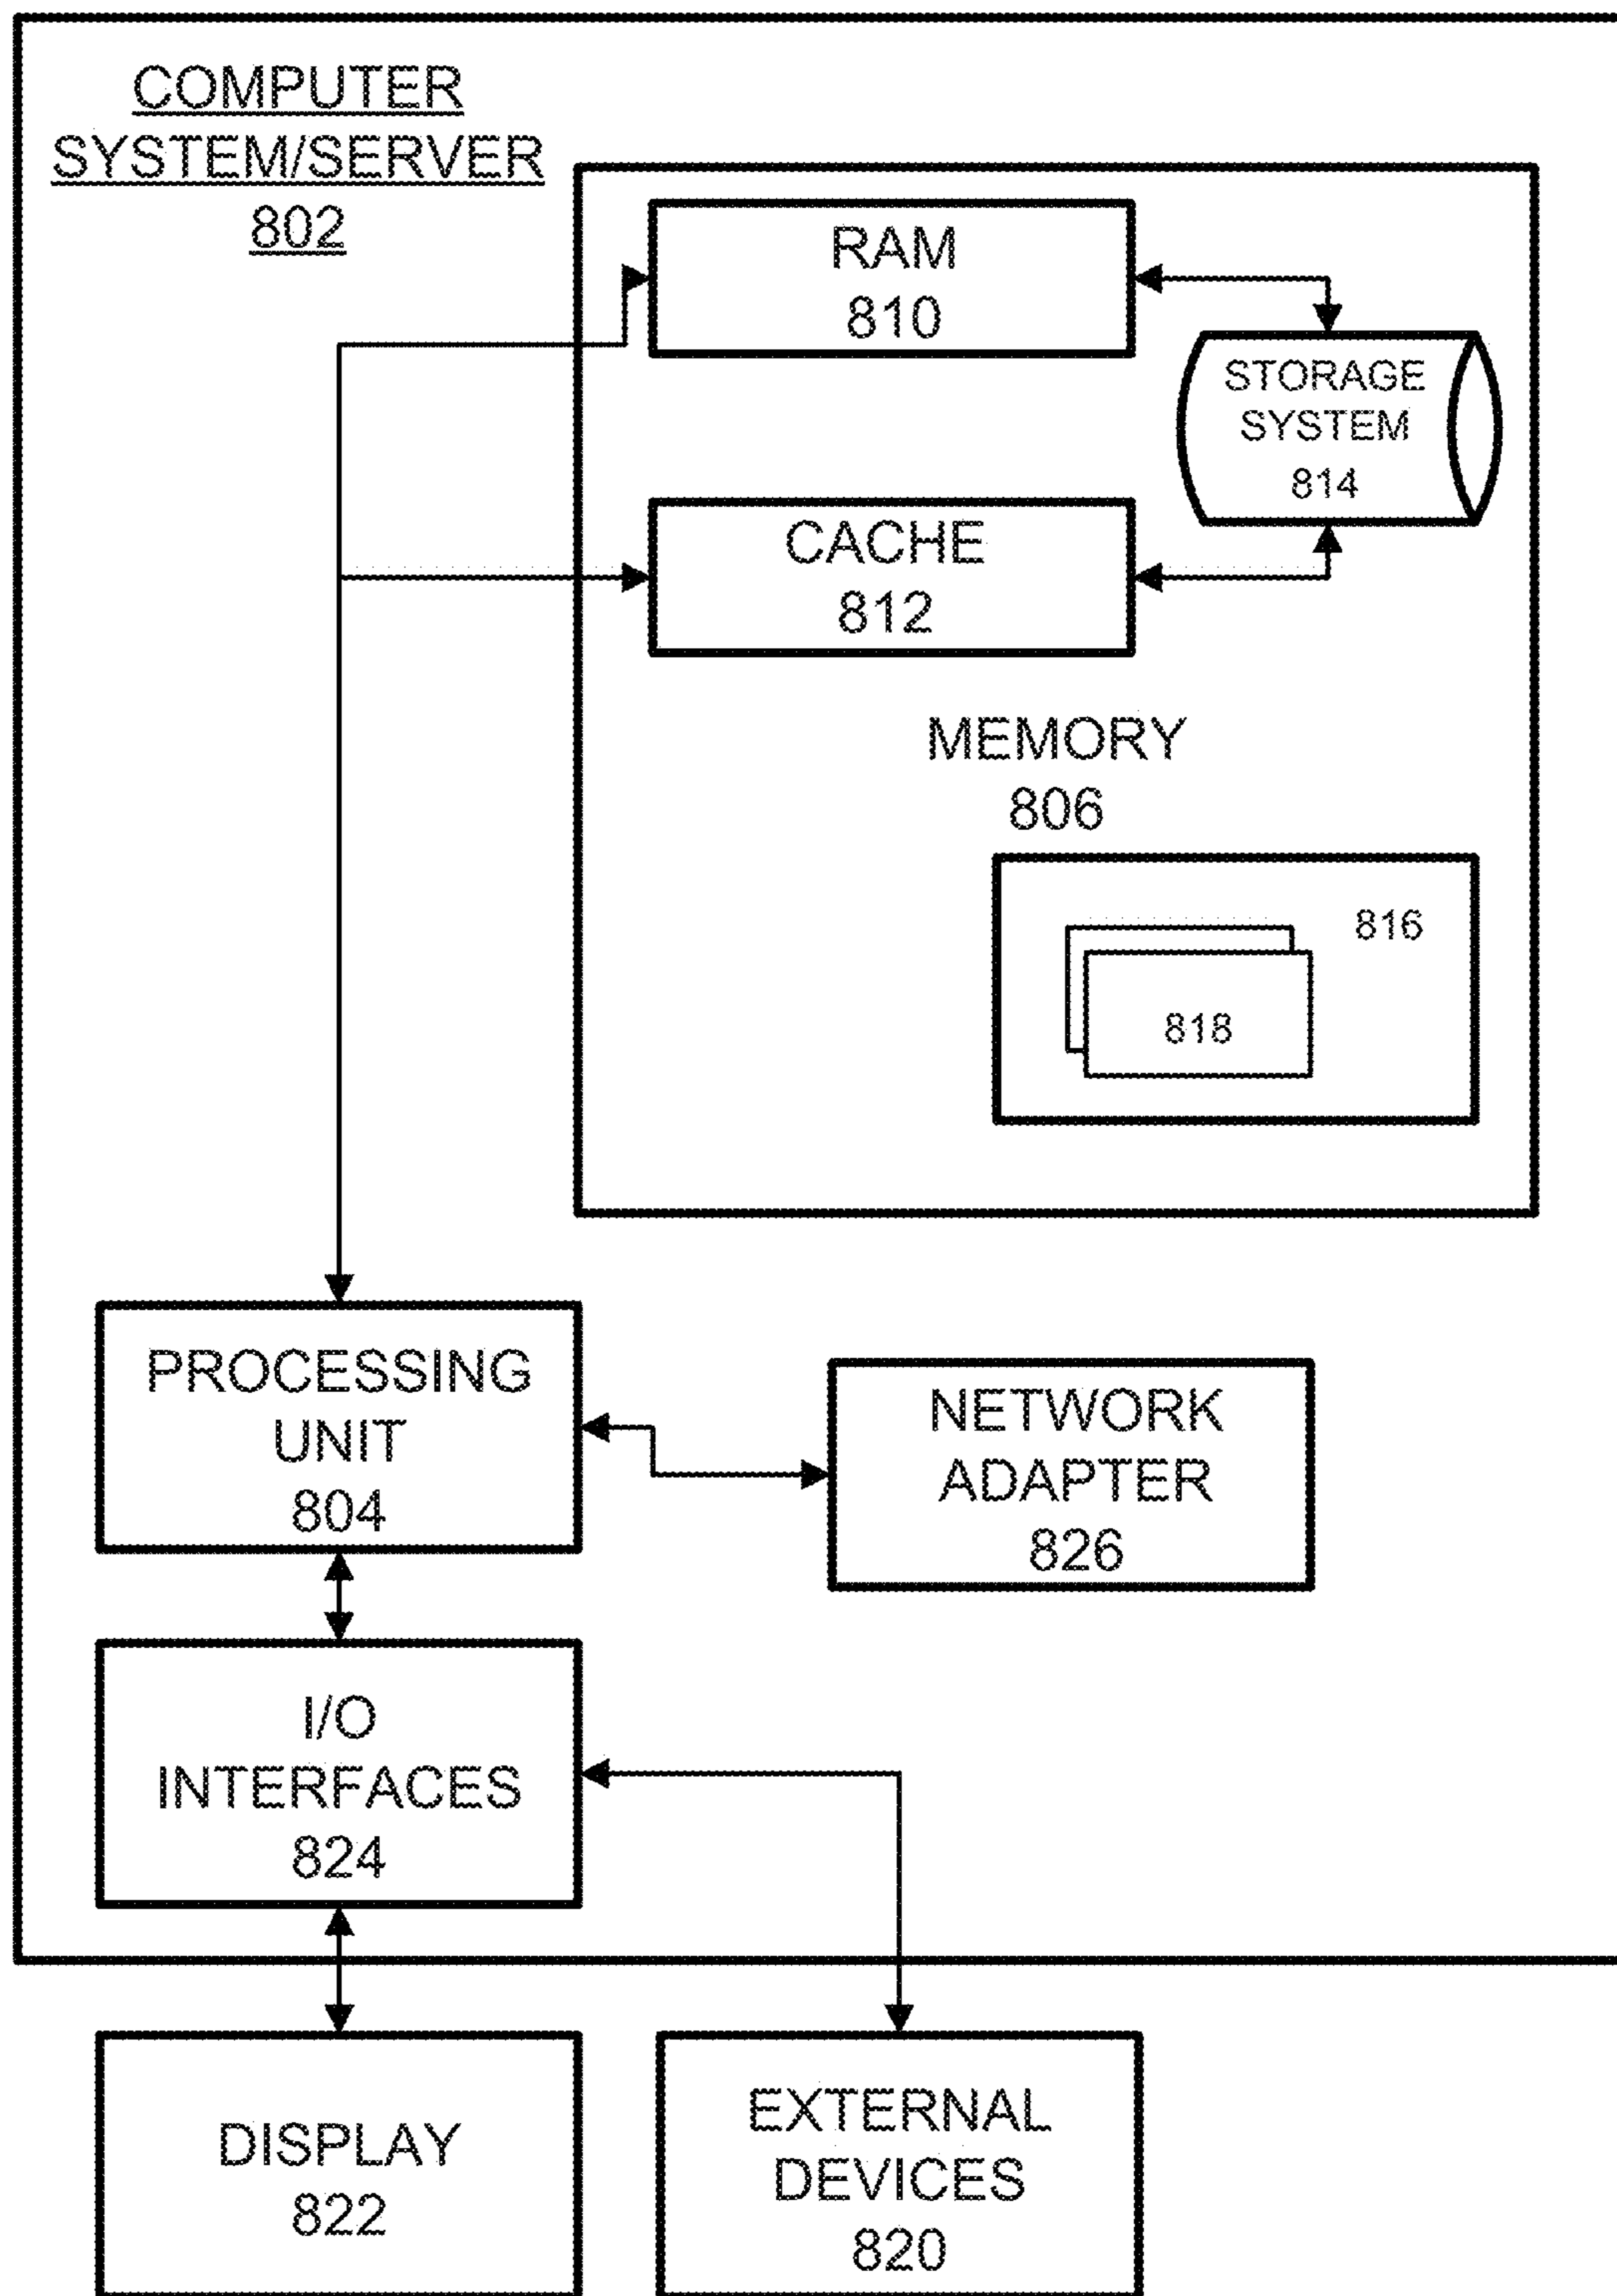 COMPUTER
SYSTEM/SERVER
802
RAM
810
STORAGE
SYSTEM
814
CACHE
812
MEMORY
806
816
818
PROCESSING
UNIT
804
NETWORK
ADAPTER
826
I/O
INTERFACES
824
DISPLAY
822
EXTERNAL
DEVICES
820